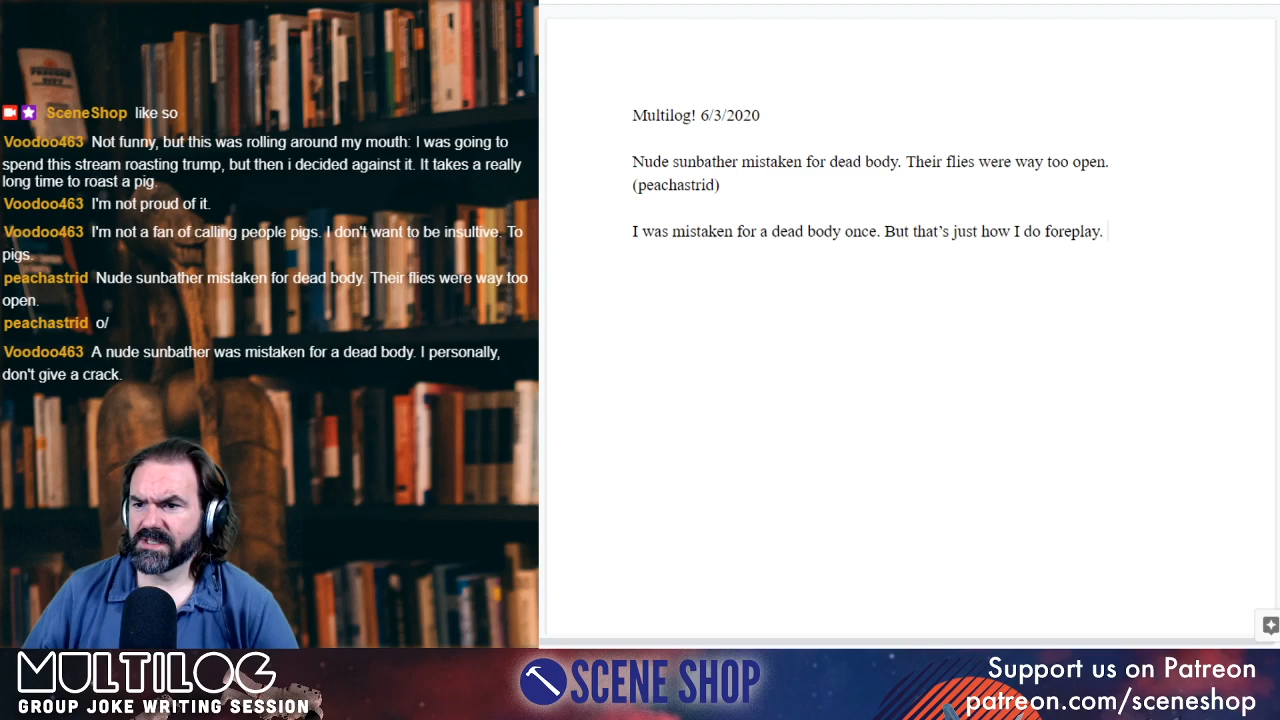 SceneShop like so
Voodoo463 Not funny, but this was rolling around my mouth: I was going to
spend this stream roasting trump, but then i decided against it. It takes a really
long time to roast a pig.
Voodoo463 I'm not proud of it.
Voodoo463 I'm not a fan of calling people pigs. I don't want to be insultive. To
pigs.
peachastrid Nude sunbather mistaken for dead body. Their flies were way too
open.
peachastrid o/
Voodoo463 A nude sunbather was mistaken for a dead body. I personally,
don't give a crack.
Multilog! 6/3/2020
Nude sunbather mistaken for dead body. Their flies were way too open.
(peachastrid)
I was mistaken for a dead body once. But that’s just how I do foreplay.
MULTILOG
GROUP JOKE WRITING SESSION
SCENE SHOP
Support us on Patreon
patreon.com/sceneshop